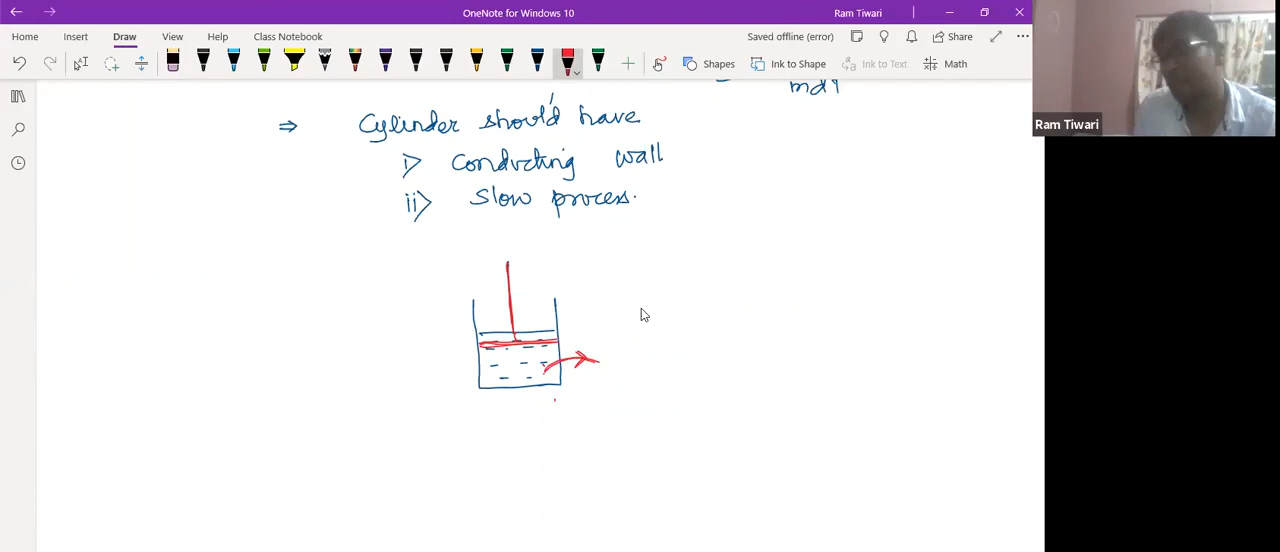 OneNote for Windows 10
Ram Tiwari
Home Insert Draw View Help Class Notebook
Saved offline (error) Share
Shapes Ink to Shape Ink to Text Math
⇒ Cylinder should have
i> Conducting wall
ii> Slow process.
Ram Tiwari